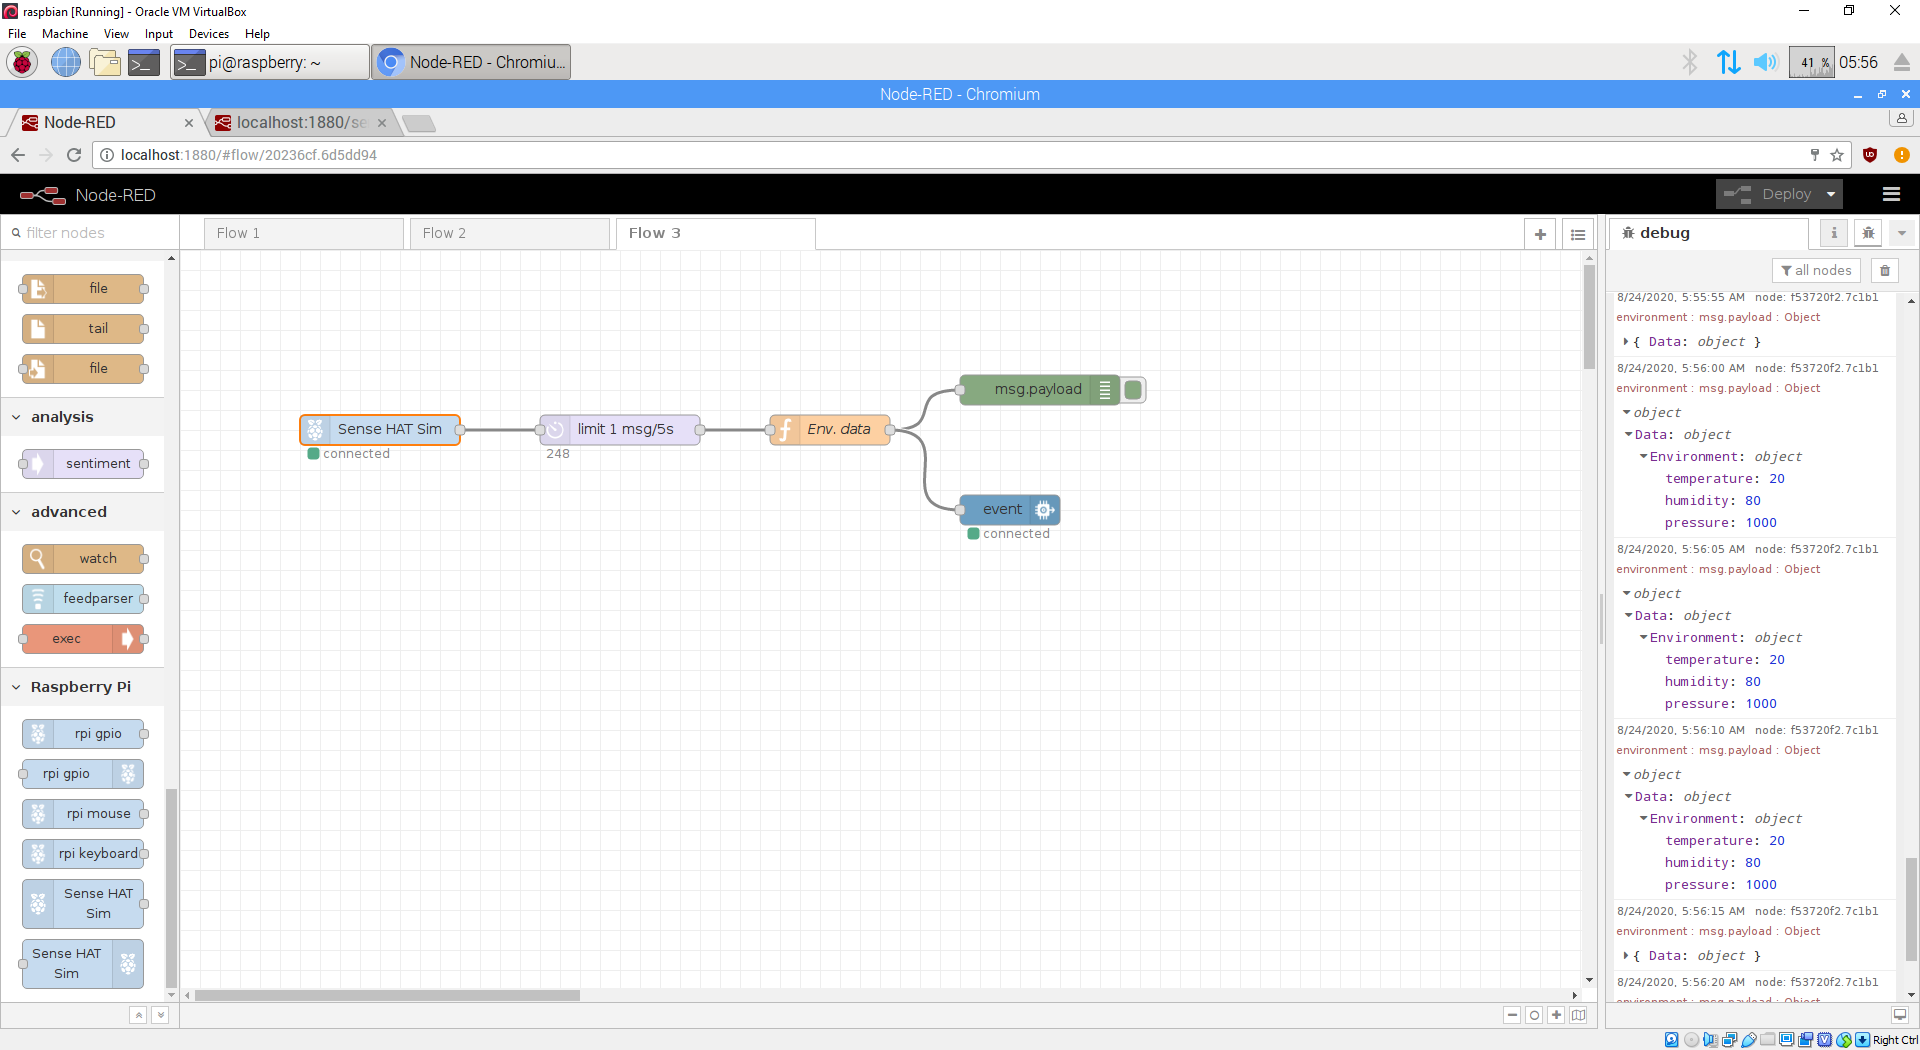 raspbian [Running] - Oracle VM VirtualBox
File Machine View Input Devices Help
pi@raspberry: ~
Node-RED - Chromiu...
41 %
05:56
Node-RED - Chromium
Node-RED
localhost:1880/se
localhost:1880/#flow/20236cf.6d5dd94
Node-RED
Deploy
filter nodes
Flow 1
Flow 2
Flow 3
debug
i
all nodes
file
tail
file
analysis
sentiment
advanced
watch
feedparser
exec
Raspberry Pi
rpi gpio
rpi gpio
rpi mouse
rpi keyboard
Sense HAT
Sim
Sense HAT
Sim
Sense HAT Sim
connected
limit 1 msg/5s
248
Env. data
msg.payload
event
connected
8/24/2020, 5:55:55 AM node: f53720f2.7c1b1
environment : msg.payload : Object
{ Data: object }
8/24/2020, 5:56:00 AM node: f53720f2.7c1b1
environment : msg.payload : Object
object
Data: object
Environment: object
temperature: 20
humidity: 80
pressure: 1000
8/24/2020, 5:56:05 AM node: f53720f2.7c1b1
environment : msg.payload : Object
object
Data: object
Environment: object
temperature: 20
humidity: 80
pressure: 1000
8/24/2020, 5:56:10 AM node: f53720f2.7c1b1
environment : msg.payload : Object
object
Data: object
Environment: object
temperature: 20
humidity: 80
pressure: 1000
8/24/2020, 5:56:15 AM node: f53720f2.7c1b1
environment : msg.payload : Object
{ Data: object }
8/24/2020, 5:56:20 AM node: f53720f2.7c1b1
environment : msg.payload : Object
Right Ctrl